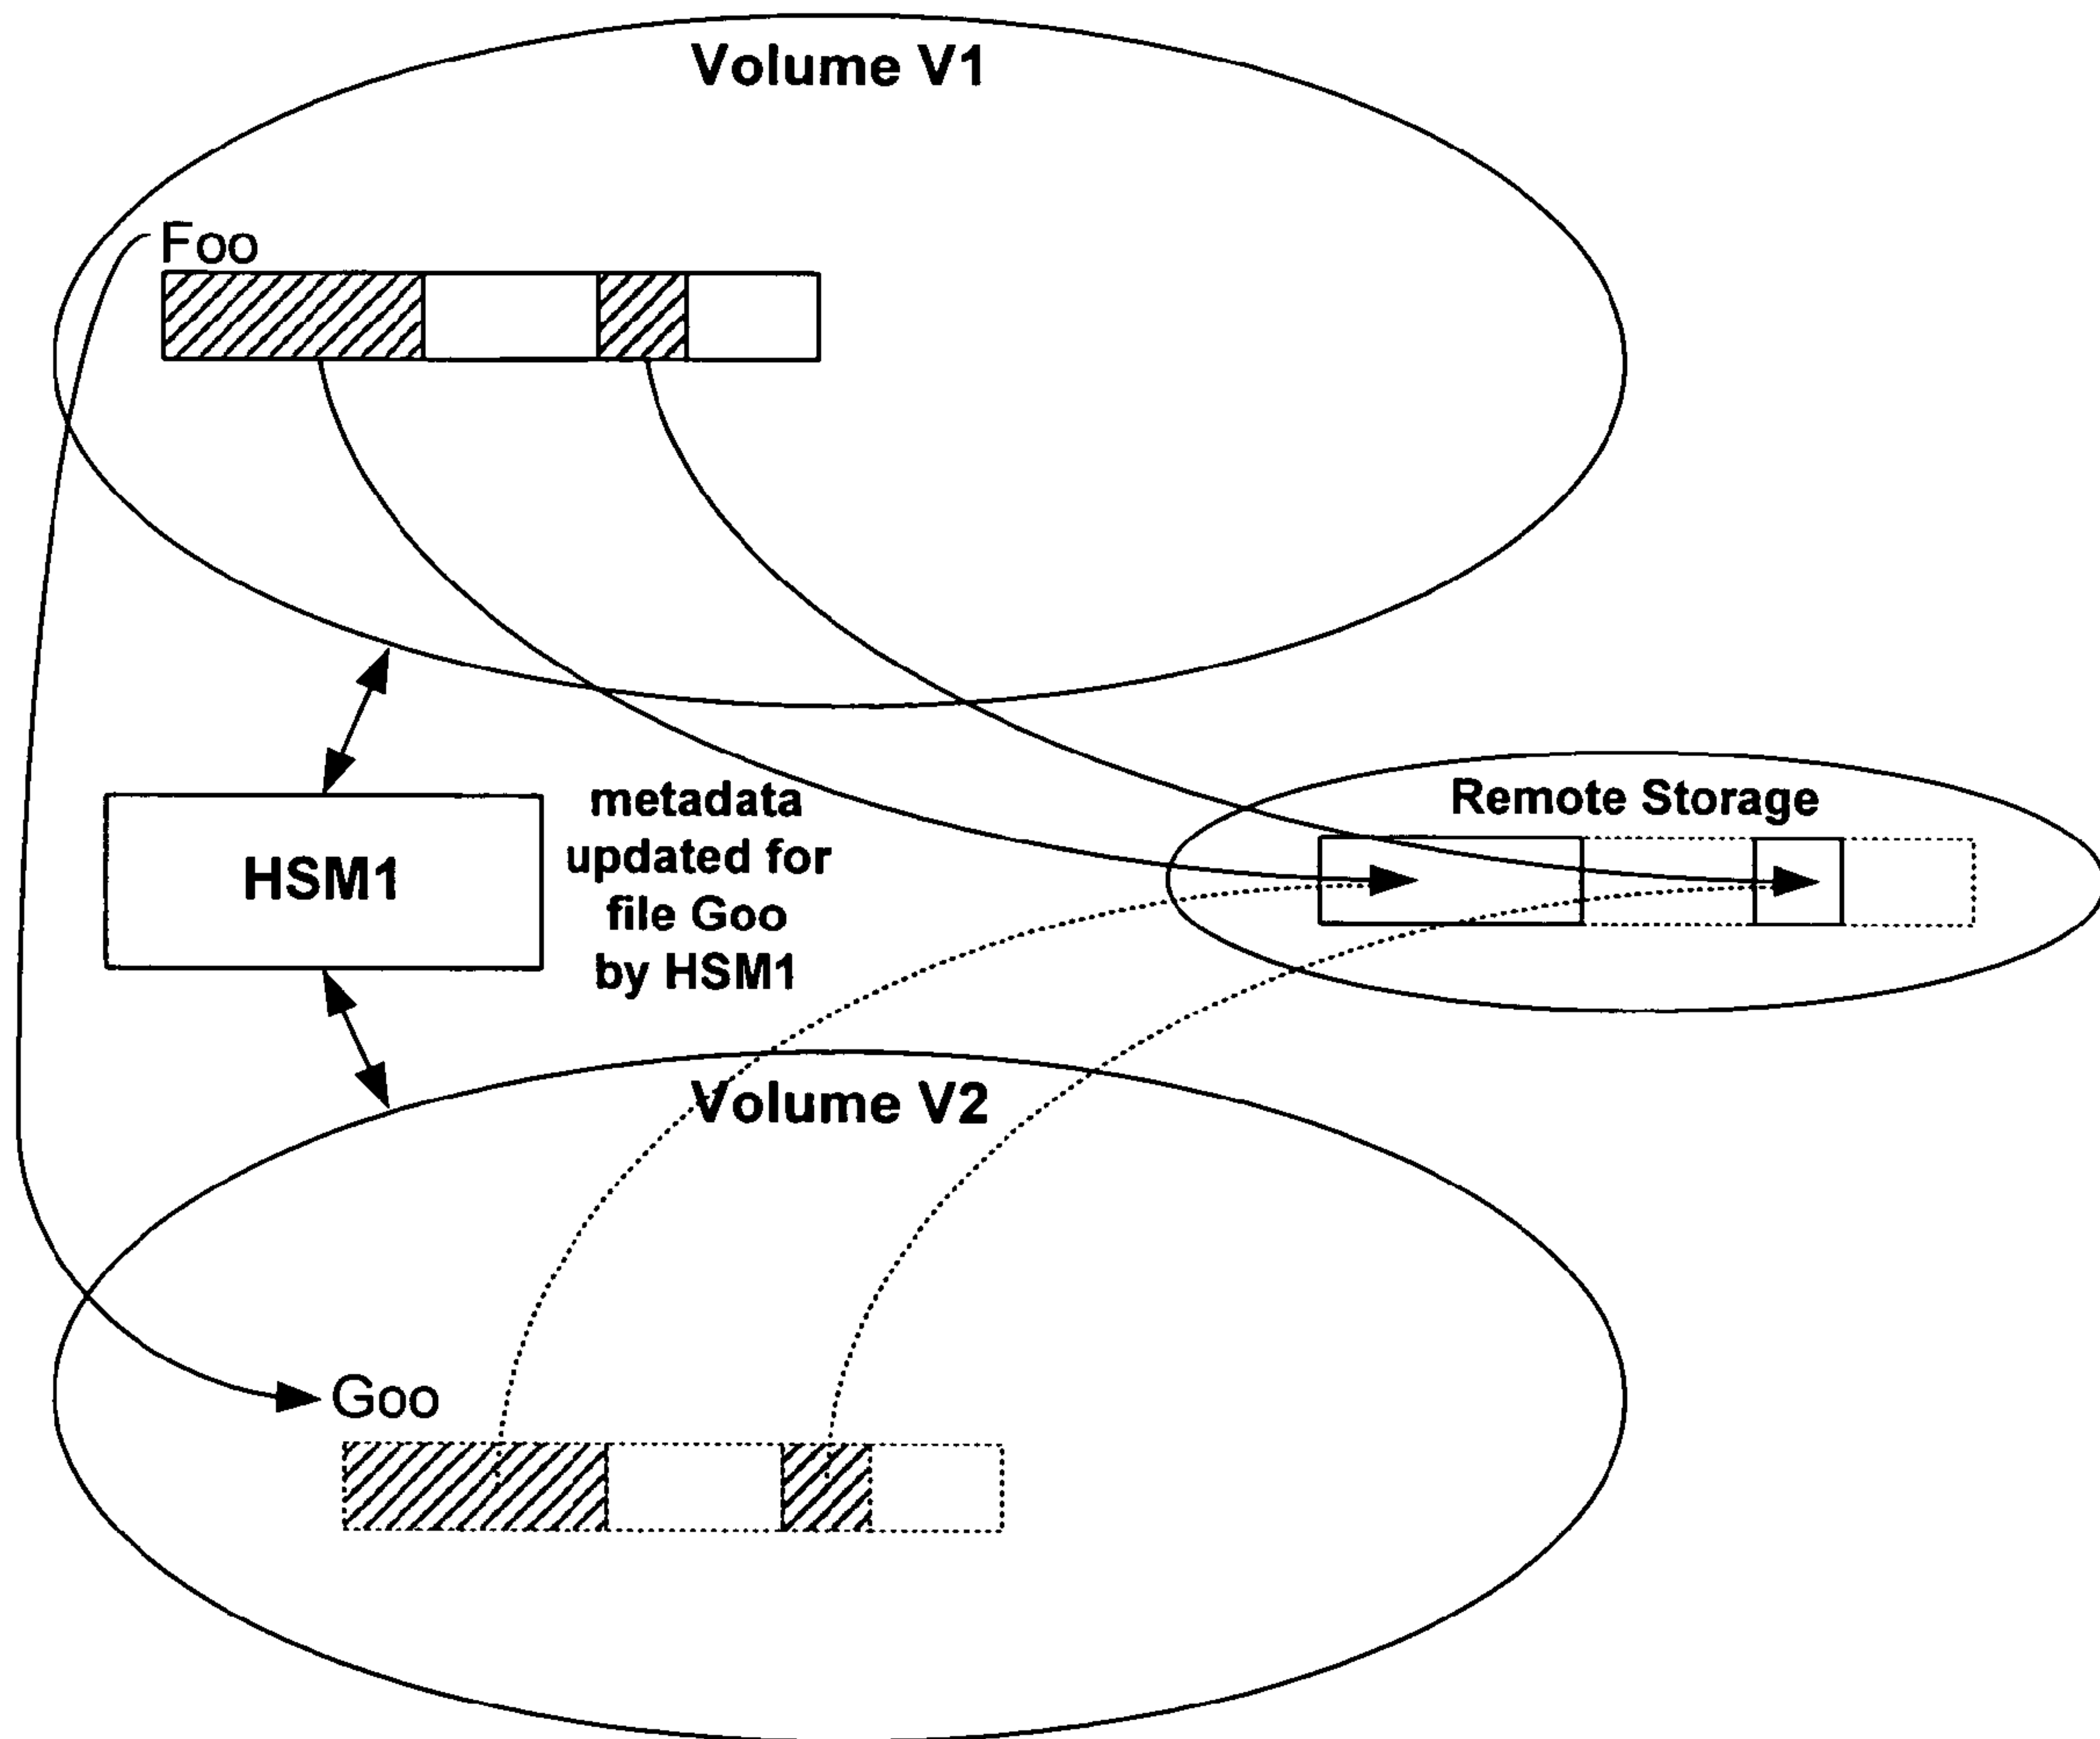 Volume V1
Foo
HSM1
metadata
updated for
file Goo
by HSM1
Remote Storage
Volume V2
Goo